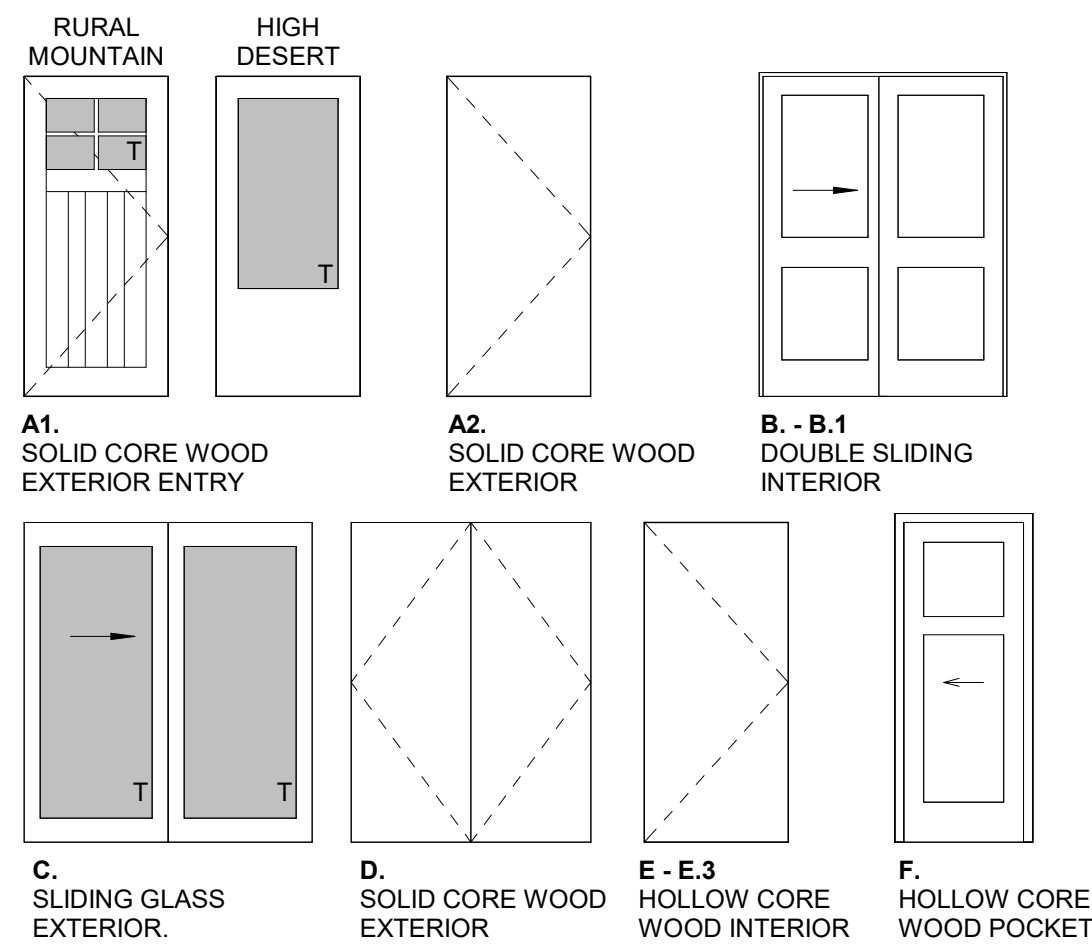 RURAL
MOUNTAIN
HIGH
DESERT
T
T
A1.
SOLID CORE WOOD
EXTERIOR ENTRY
A2.
SOLID CORE WOOD
EXTERIOR
B. - B.1
DOUBLE SLIDING
INTERIOR
T
T
C.
SLIDING GLASS
EXTERIOR.
D.
SOLID CORE WOOD
EXTERIOR
E - E.3
HOLLOW CORE
WOOD INTERIOR
F.
HOLLOW CORE
WOOD POCKET